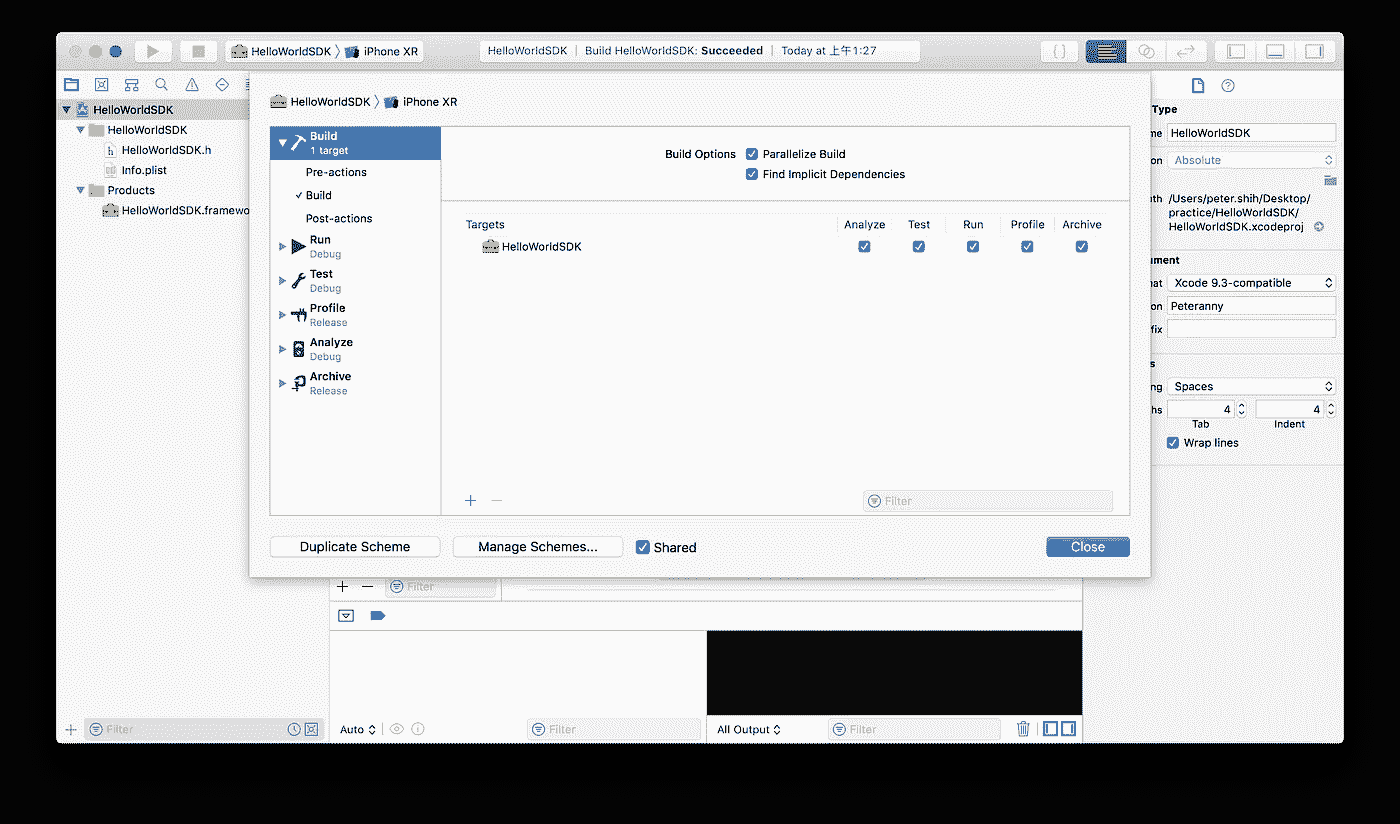 HelloWorldSDK 〉 iPhone XR
HelloWorldSDK | Build HelloWorldSDK: Succeeded | Today at 上午1:27
HelloWorldSDK
HelloWorldSDK
HelloWorldSDK.h
Info.plist
Products
HelloWorldSDK.framewo
HelloWorldSDK 〉 iPhone XR
Build
1 target
Pre-actions
Build
Post-actions
Run
Debug
Test
Debug
Profile
Release
Analyze
Debug
Archive
Release
Build Options
Parallelize Build
Find Implicit Dependencies
Targets
Analyze
Test
Run
Profile
Archive
HelloWorldSDK
Filter
Duplicate Scheme
Manage Schemes...
Shared
Close
Type
me
HelloWorldSDK
on
Absolute
th
/Users/peter.shih/Desktop/
practice/HelloWorldSDK/
HelloWorldSDK.xcodeproj
ument
nat
Xcode 9.3-compatible
on
Peteranny
fix
s
ng
Spaces
hs
4
4
Tab
Indent
Wrap lines
Filter
Filter
Auto
Filter
All Output
Filter